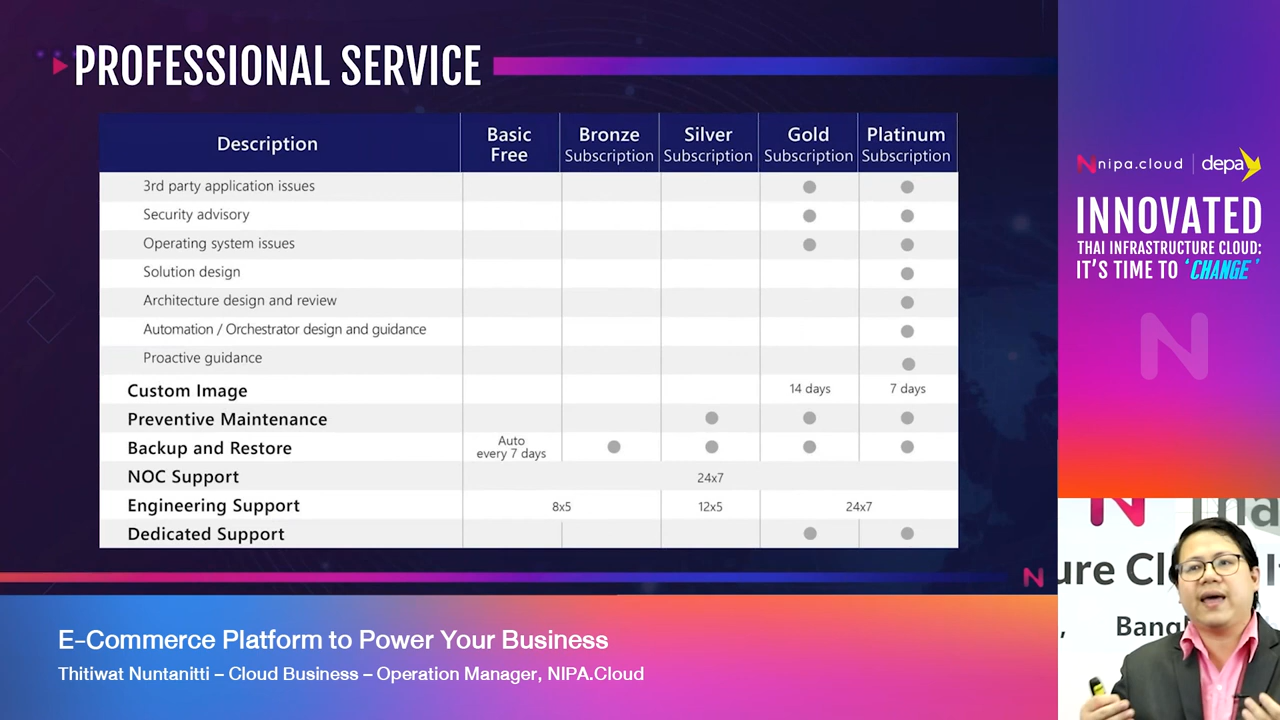 PROFESSIONAL SERVICE
Description
Basic Free
Bronze Subscription
Silver Subscription
Gold Subscription
Platinum Subscription
3rd party application issues
Security advisory
Operating system issues
Solution design
Architecture design and review
Automation / Orchestrator design and guidance
Proactive guidance
Custom Image 14 days 7 days
Preventive Maintenance
Backup and Restore Auto every 7 days
NOC Support 24x7
Engineering Support 8x5 12x5 24x7
Dedicated Support
N
E-Commerce Platform to Power Your Business
Thitiwat Nuntanitti – Cloud Business – Operation Manager, NIPA.Cloud
nipa.cloud depa
INNOVATED
THAI INFRASTRUCTURE CLOUD:
IT'S TIME TO 'CHANGE'
N